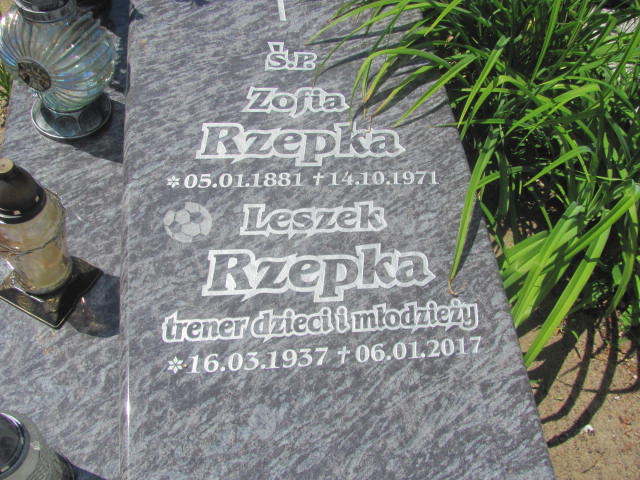 Ś.P.
Zofia
Rzepka
*05.01.1881 †14.10.1971
Leszek
Rzepka
trener dzieci i młodzieży
*16.03.1937 †06.01.2017